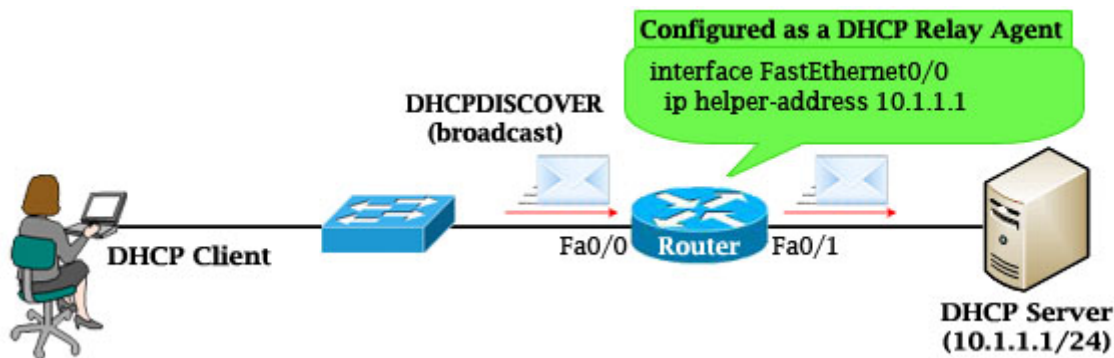 Configured as a DHCP Relay Agent
interface FastEthernet0/0
ip helper-address 10.1.1.1
DHCPDISCOVER
(broadcast)
DHCP Client
Fa0/0
Router
Fa0/1
DHCP Server
(10.1.1.1/24)